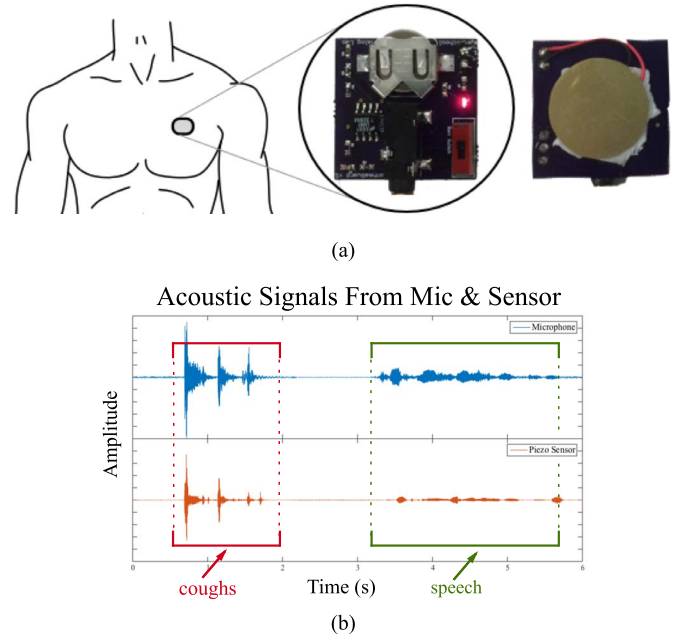 (a)
Acoustic Signals From Mic & Sensor
Microphone
Amplitude
Piezo Sensor
0 1 2 3 4 5 6
coughs
Time (s)
speech
(b)